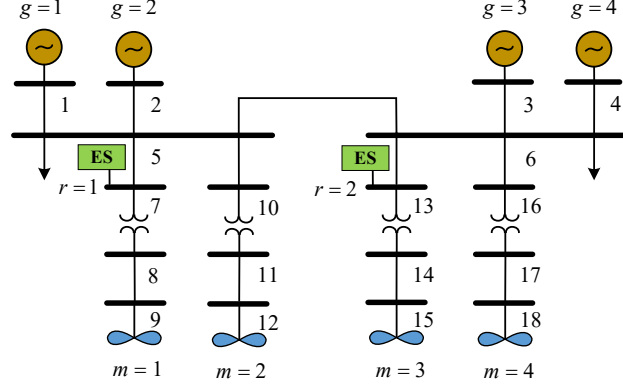 g = 1 g = 2 g = 3 g = 4
1 2 3 4
ES 5 ES 6
r = 1 7 10 r = 2 13 16
8 11 14 17
9 12 15 18
m = 1 m = 2 m = 3 m = 4